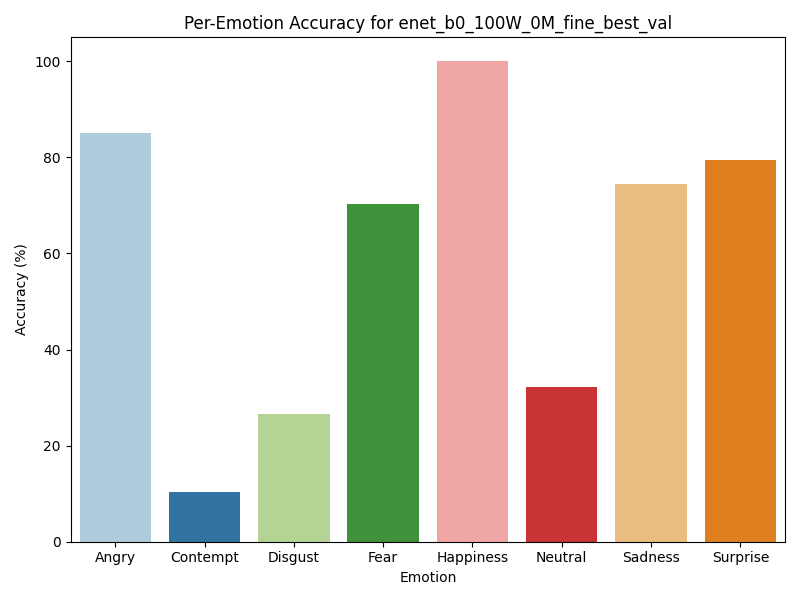 Per-Emotion Accuracy for enet_b0_100W_0M_fine_best_val
Accuracy (%)
100
80
60
40
20
0
Angry Contempt Disgust Fear Happiness Neutral Sadness Surprise
Emotion